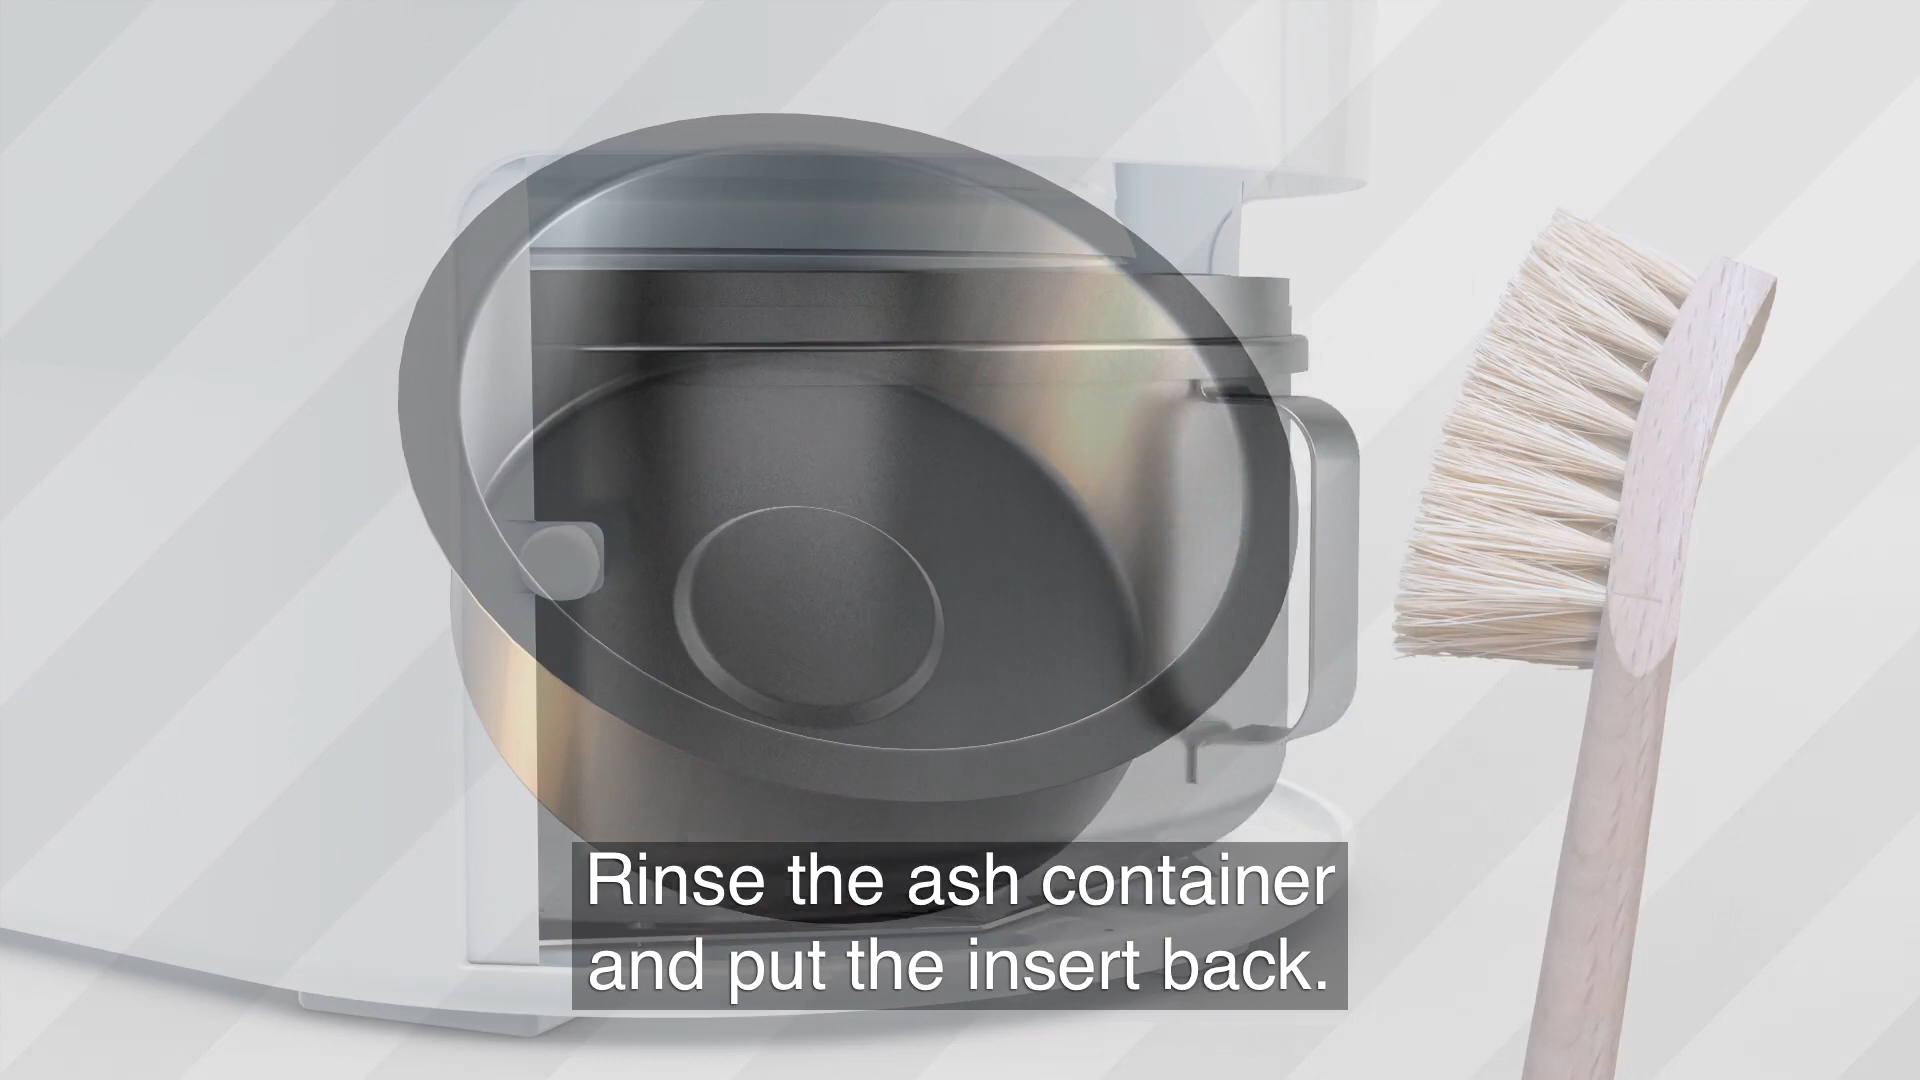 Rinse the ash container
and put the insert back.